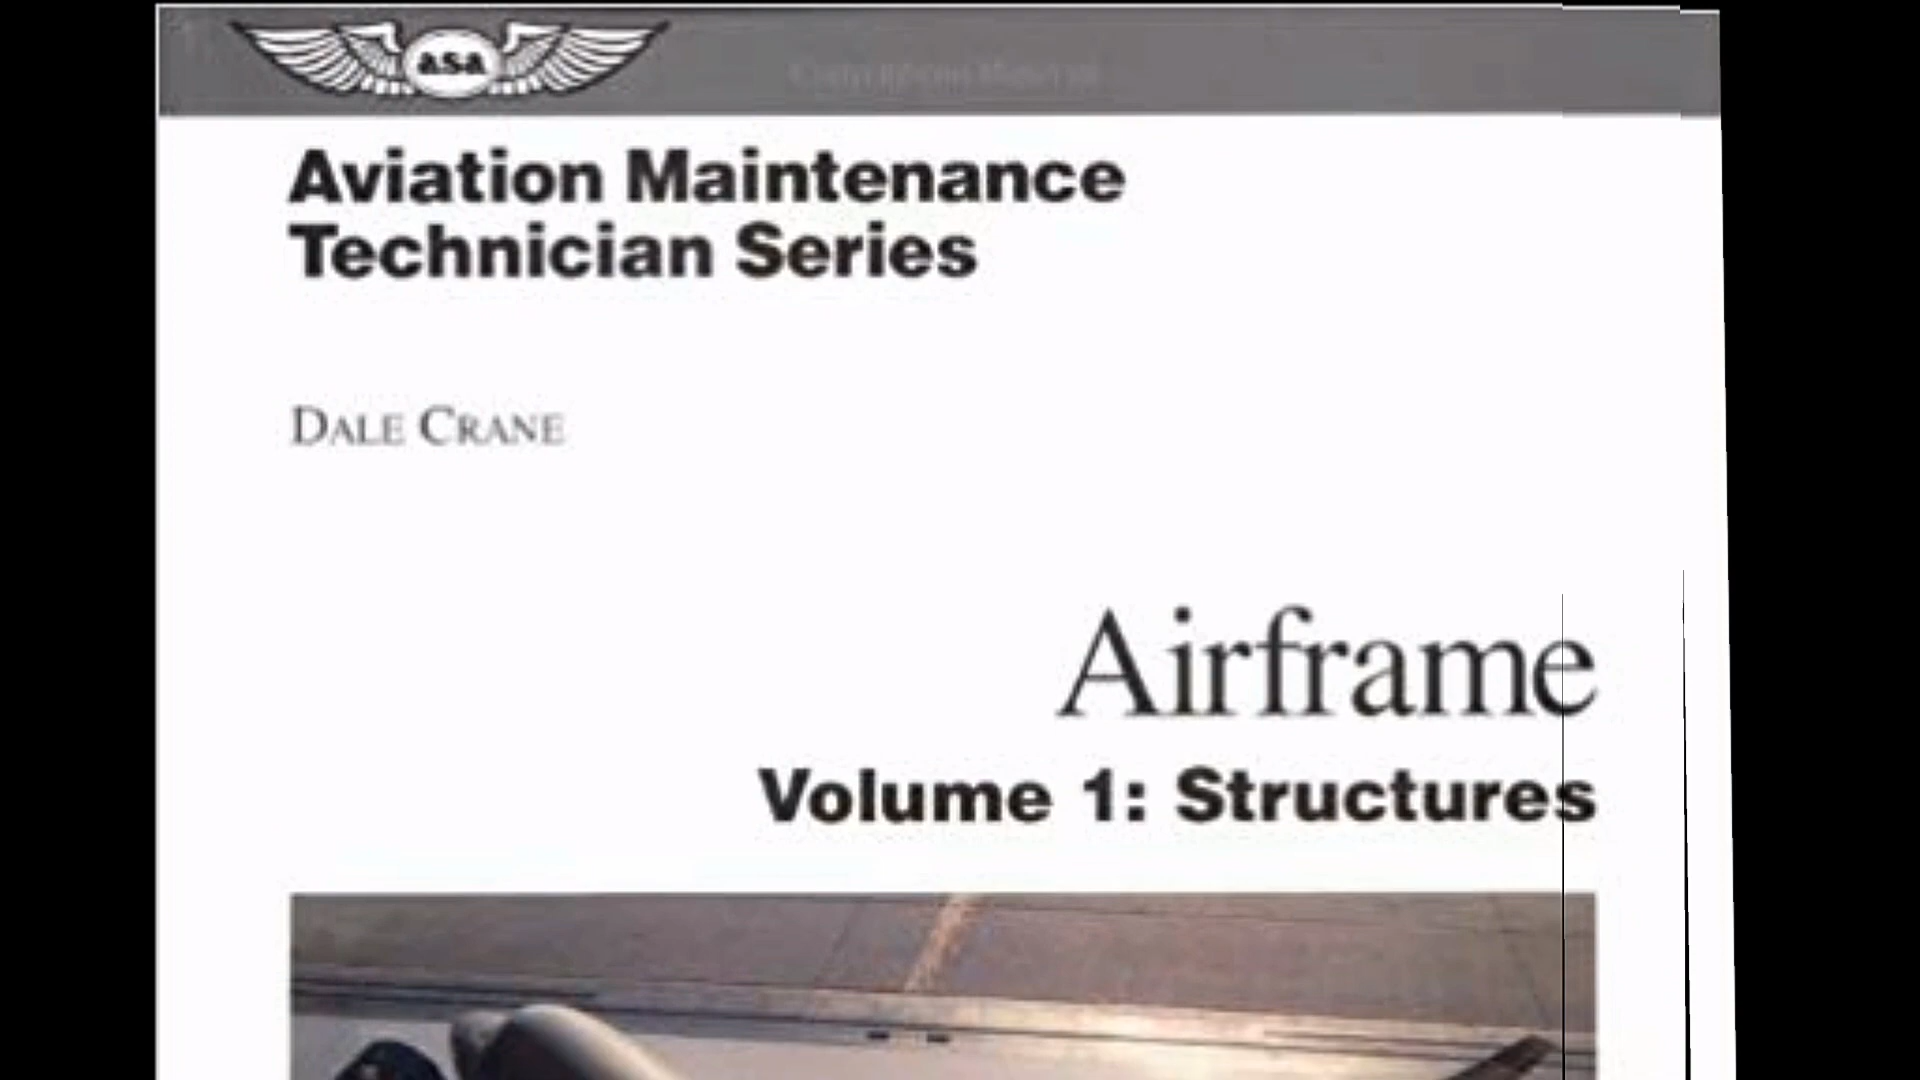 asa
Aviation Maintenance
Technician Series
DALE CRANE
Airframe
Volume 1: Structures